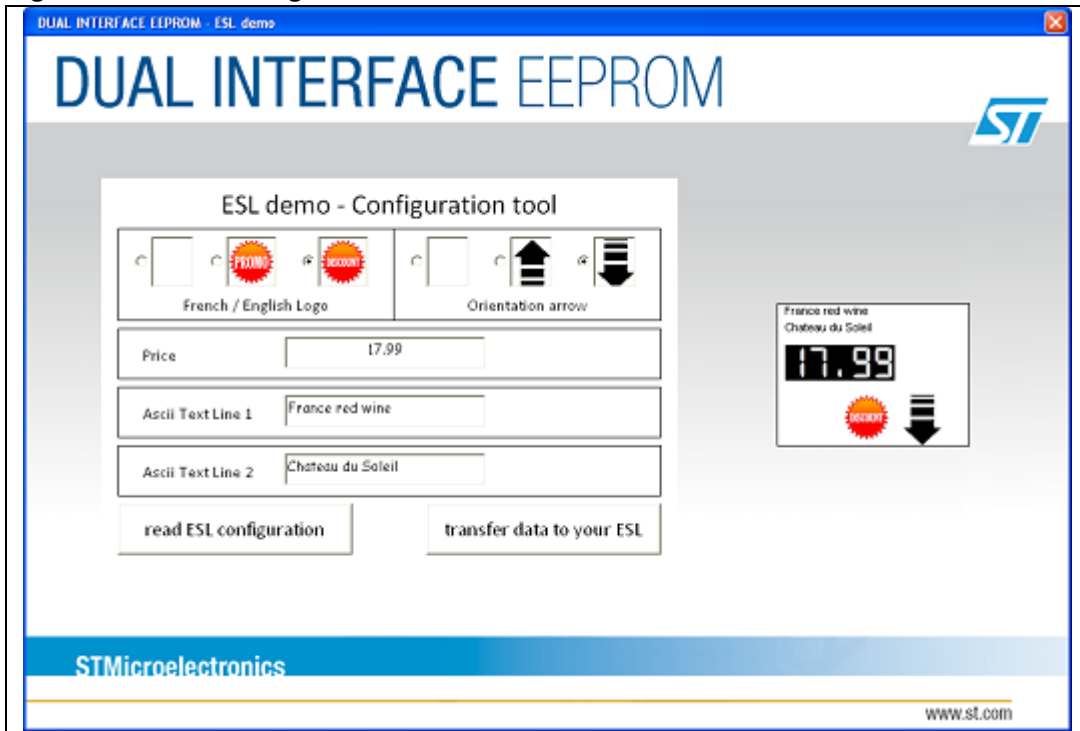 DUAL INTERFACE EEPROM - ESL demo
DUAL INTERFACE EEPROM
ST
ESL demo - Configuration tool
PROMO
DISCOUNT
French / English Logo
Orientation arrow
Price
17.99
Ascii Text Line 1
France red wine
Ascii Text Line 2
Chateau du Soleil
read ESL configuration
transfer data to your ESL
France red wine
Chateau du Soleil
17.99
DISCOUNT
STMicroelectronics
www.st.com